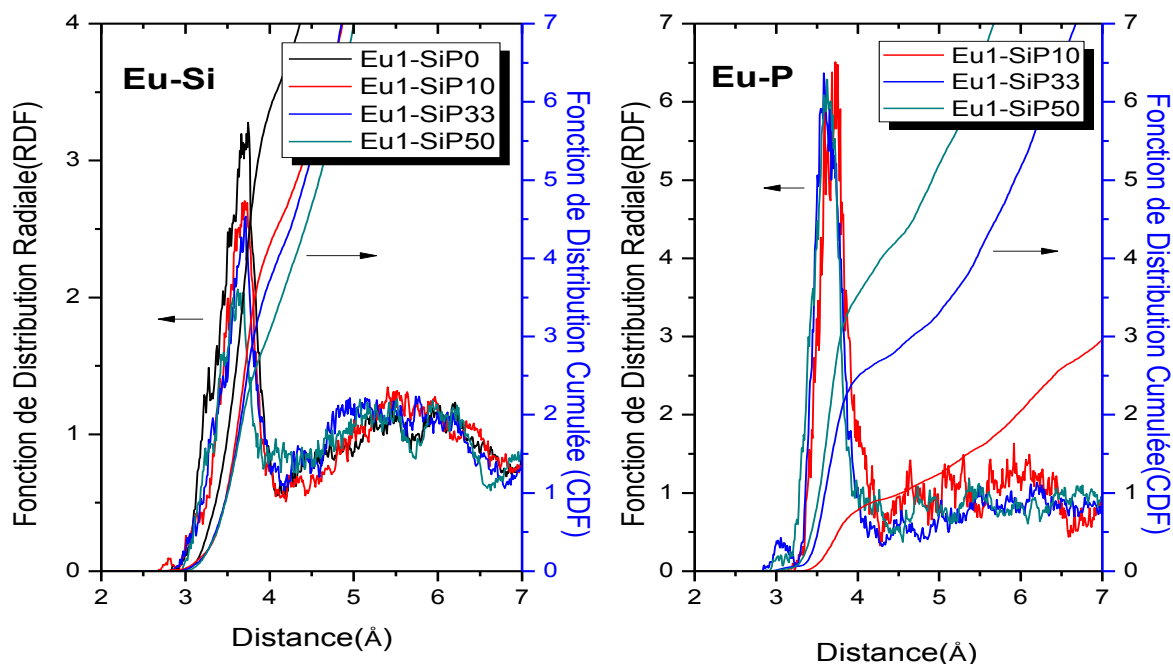 Eu-Si
Eu1-SiP0
Eu1-SiP10
Eu1-SiP33
Eu1-SiP50
Fonction de Distribution Radiale(RDF)
4
3
2
1
0
Fonction de Distribution Cumulée (CDF)
7
6
5
4
3
2
1
0
2 3 4 5 6 7
Distance(Å)
Eu-P
Eu1-SiP10
Eu1-SiP33
Eu1-SiP50
Fonction de Distribution Radiale(RDF)
7
6
5
4
3
2
1
0
Fonction de Distribution Cumulée (CDF)
7
6
5
4
3
2
1
0
2 3 4 5 6 7
Distance(Å)